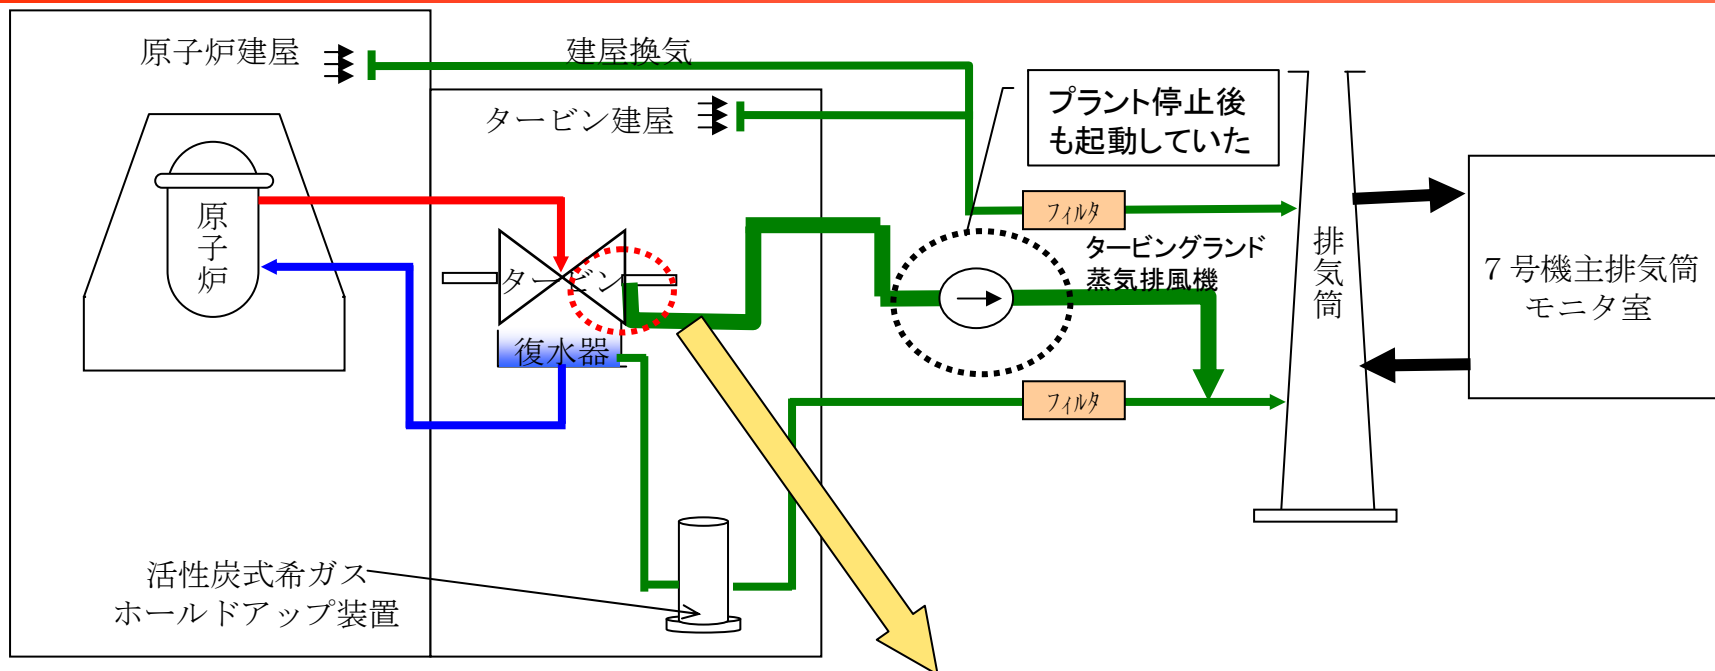 原子炉建屋
建屋換気
タービン建屋
プラント停止後
も起動していた
フィルタ
原
子
炉
タービン
タービングランド
蒸気排風機
排
気
筒
7号機主排気筒
モニタ室
復水器
フィルタ
活性炭式希ガス
ホールドアップ装置